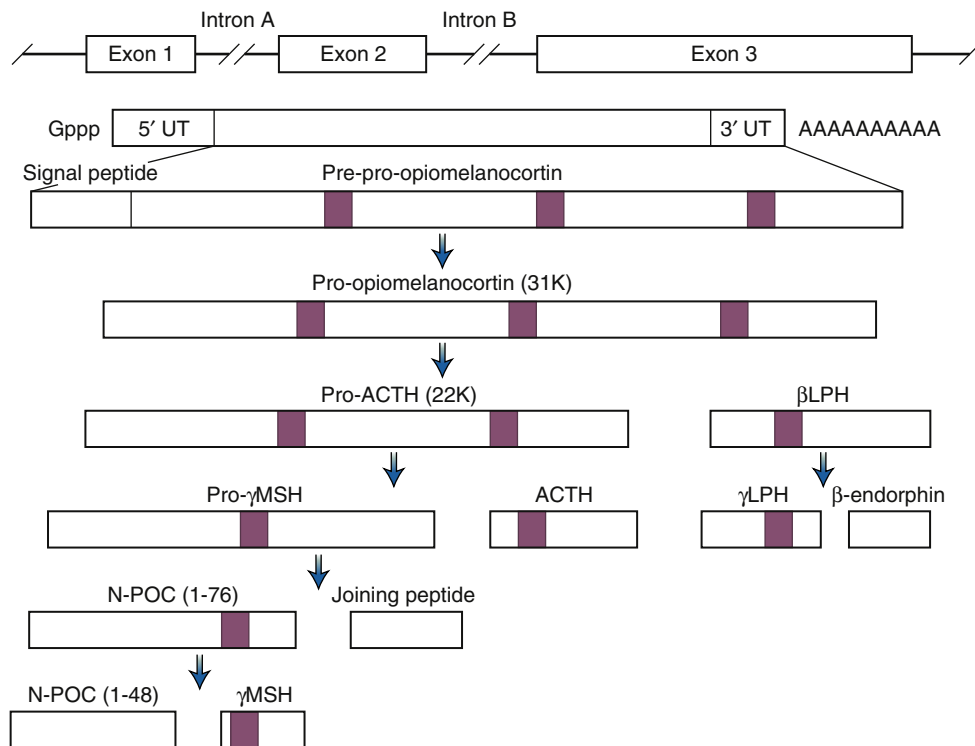 Intron A Intron B
Exon 1 Exon 2 Exon 3
Gppp 5′ UT 3′ UT AAAAAAAAAA
Signal peptide Pre-pro-opiomelanocortin
Pro-opiomelanocortin (31K)
Pro-ACTH (22K) βLPH
Pro-γMSH ACTH γLPH β-endorphin
N-POC (1-76) Joining peptide
N-POC (1-48) γMSH